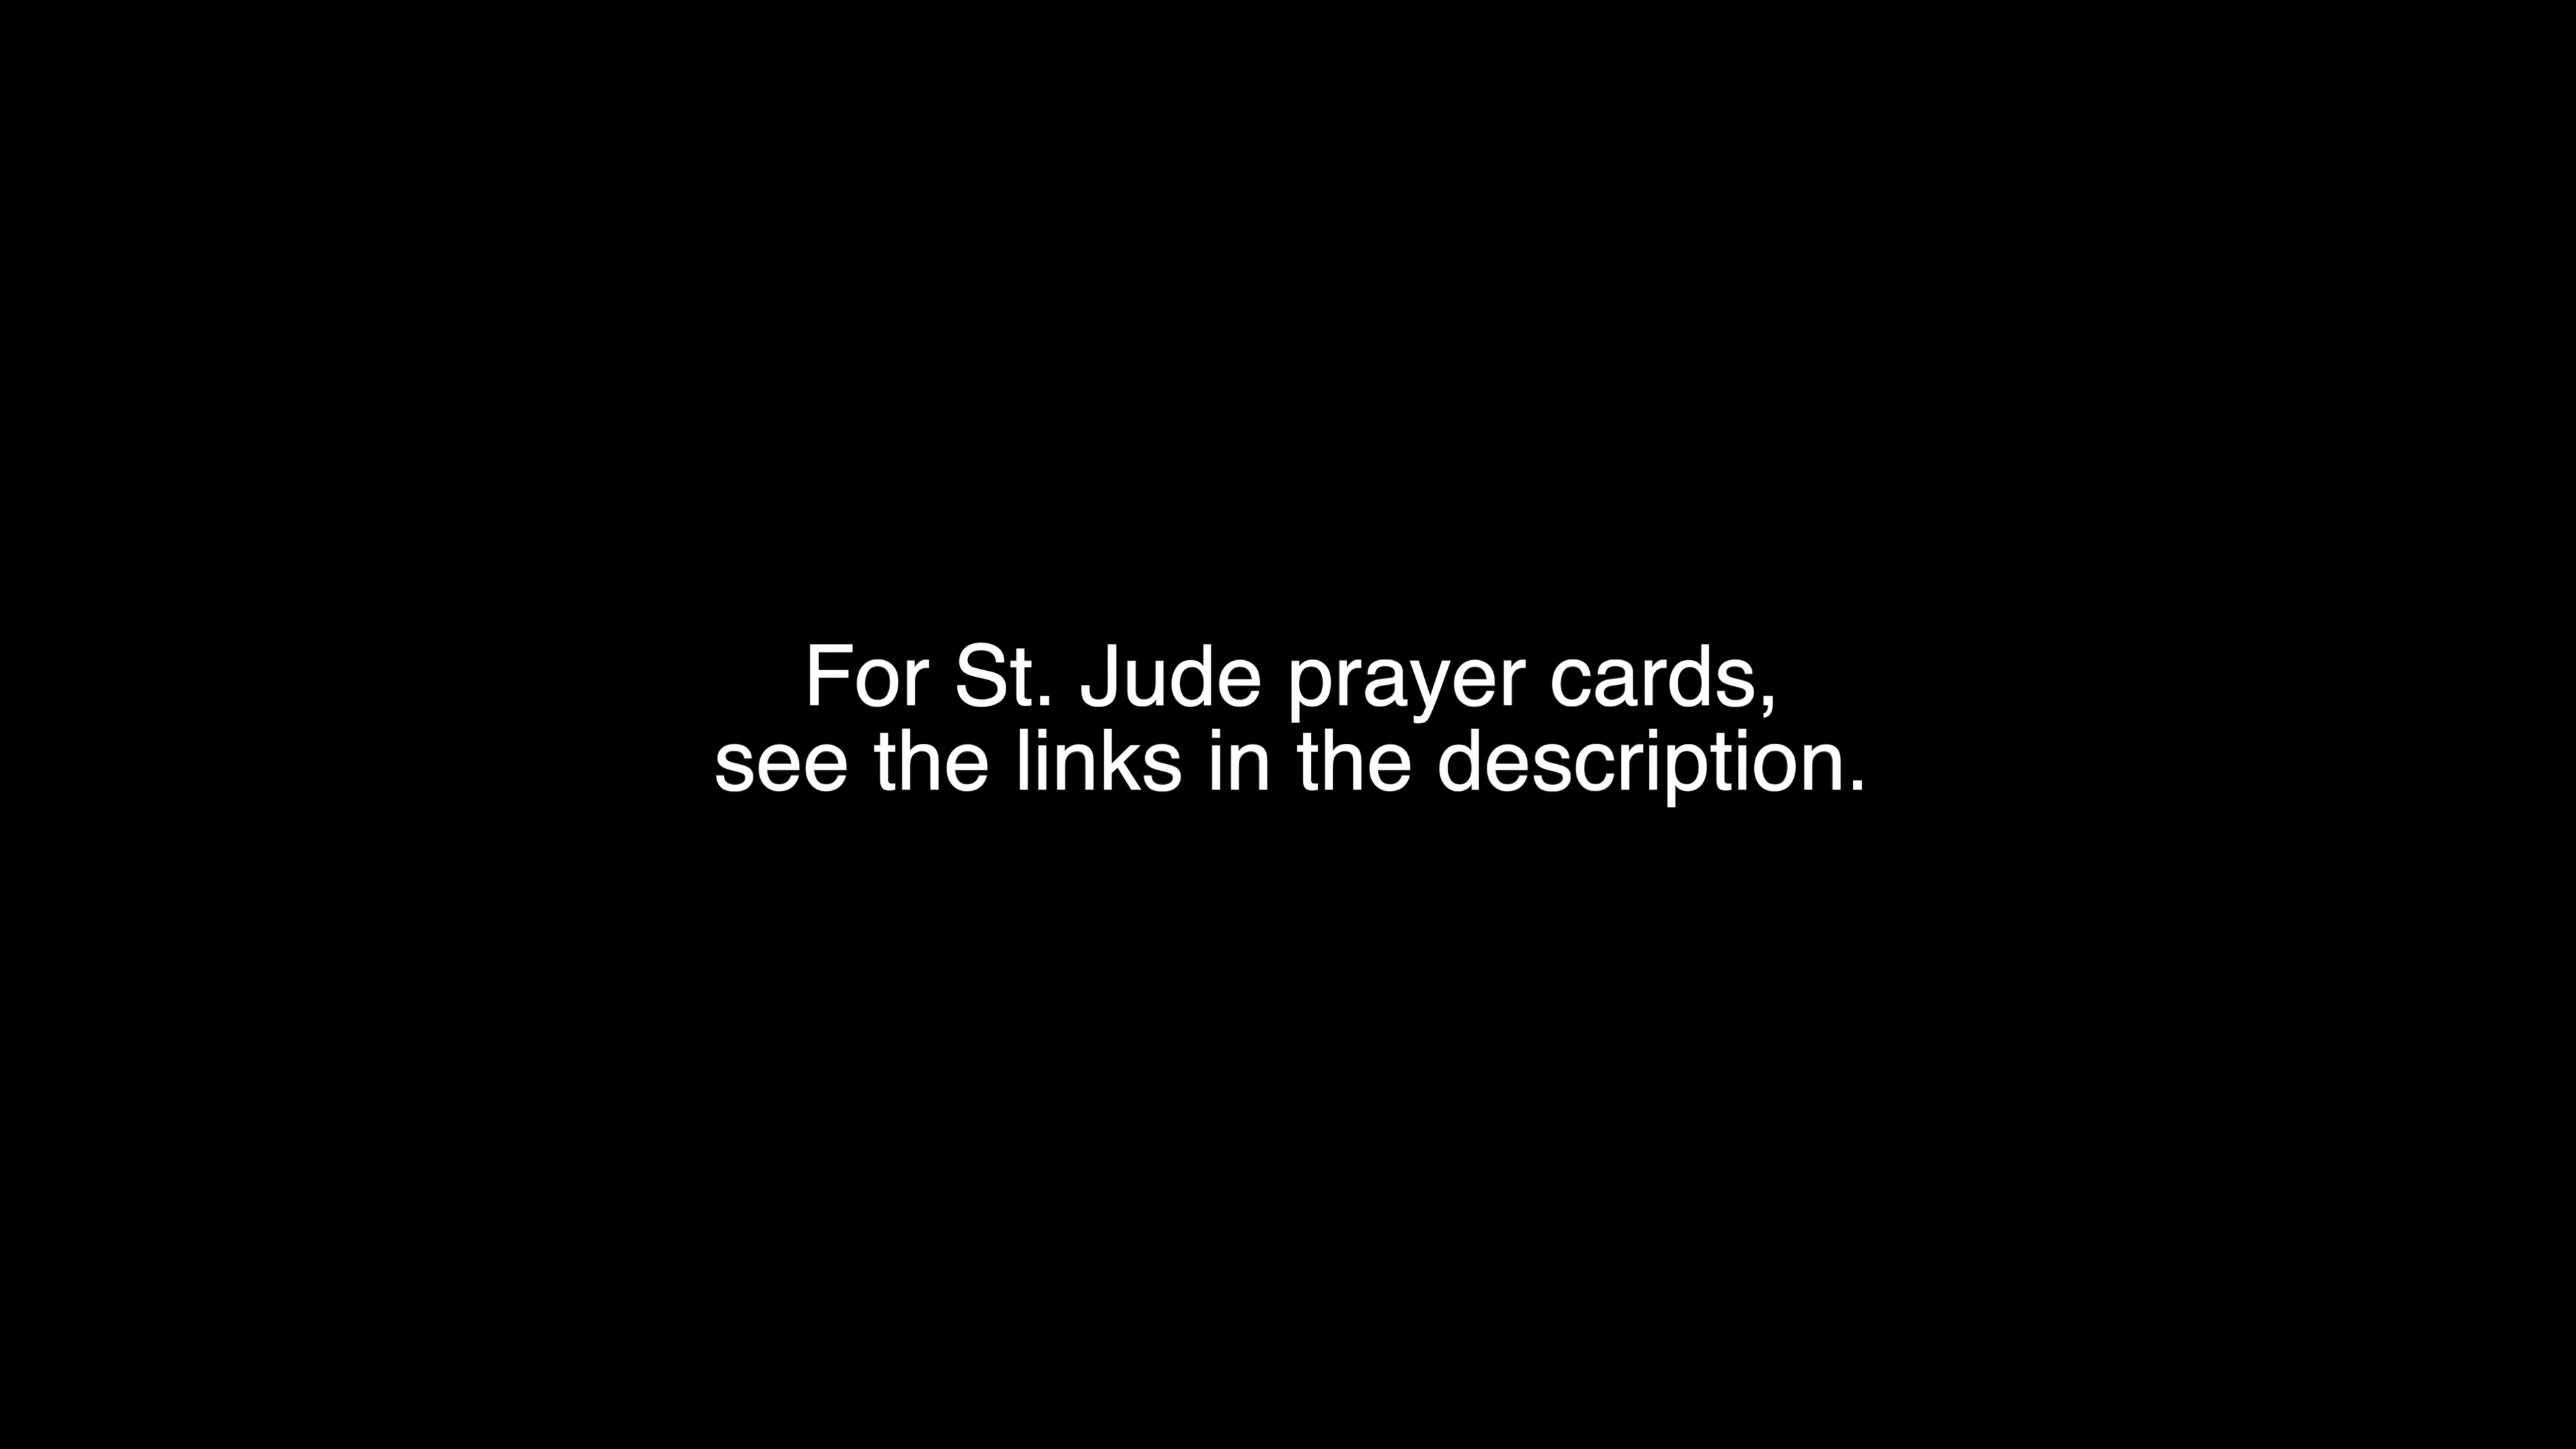 For St. Jude prayer cards,
see the links in the description.